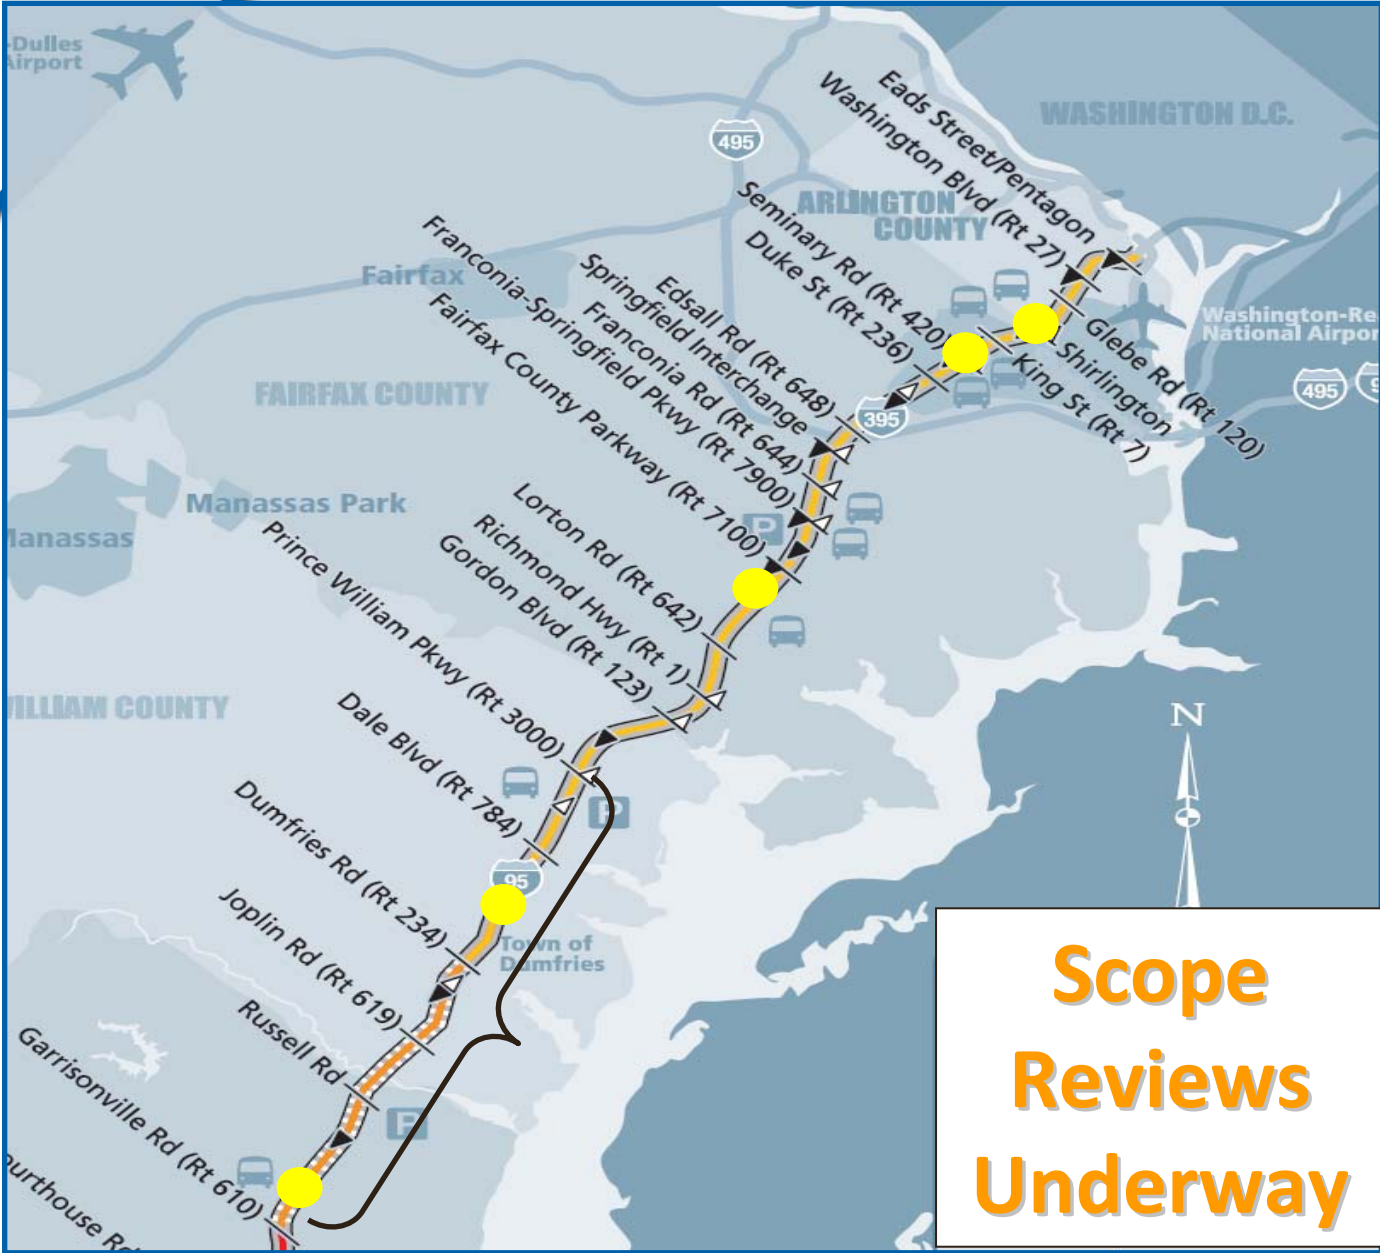 -Dulles
Airport
WASHINGTON D.C.
495
Eads Street/Pentagon
Washington Blvd (Rt 27)
ARLINGTON
COUNTY
Seminary Rd (Rt 420)
Duke St (Rt 236)
Edsall Rd (Rt 648)
Springfield Interchange
Franconia Rd (Rt 644)
Franconia-Springfield Pkwy (Rt 7900)
Fairfax County Parkway (Rt 7100)
Fairfax
Glebe Rd (Rt 120)
Shirlington
King St (Rt 7)
Washington-Re
National Airpor
495
9
395
FAIRFAX COUNTY
Manassas Park
Manassas
P
Lorton Rd (Rt 642)
Richmond Hwy (Rt 1)
Gordon Blvd (Rt 123)
Prince William Pkwy (Rt 3000)
WILLIAM COUNTY
Dale Blvd (Rt 784)
N
P
Dumfries Rd (Rt 234)
95
Town of
Dumfries
Joplin Rd (Rt 619)
Russell Rd
P
Garrisonville Rd (Rt 610)
ourthouse Rd
Scope
Reviews
Underway